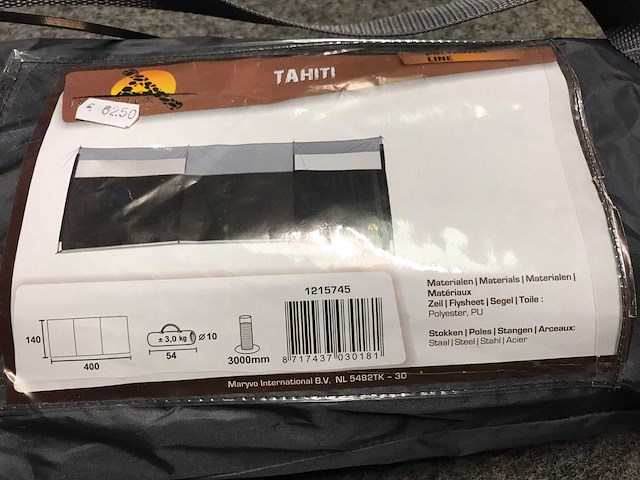 TAHITI
LINE
£ 62.50
1215745
140
400
± 3,0 kg
Ø10
54
3000mm
8 717437 030181
Materialen | Materials | Materialen |
Matériaux
Zeil | Flysheet | Segel | Toile :
Polyester, PU
Stokken | Poles | Stangen | Arceaux:
Staal | Steel | Stahl | Acier
Maryvo International B.V. NL 5482TK - 30